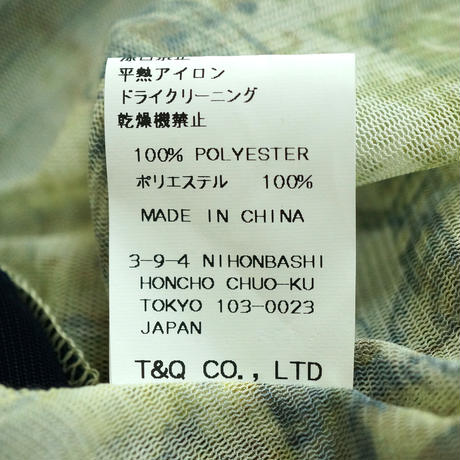 平熱アイロン
ドライクリーニング
乾燥機禁止
100% POLYESTER
ポリエステル 100%
MADE IN CHINA
3-9-4 NIHONBASHI
HONCHO CHUO-KU
TOKYO 103-0023
JAPAN
T&Q CO., LTD